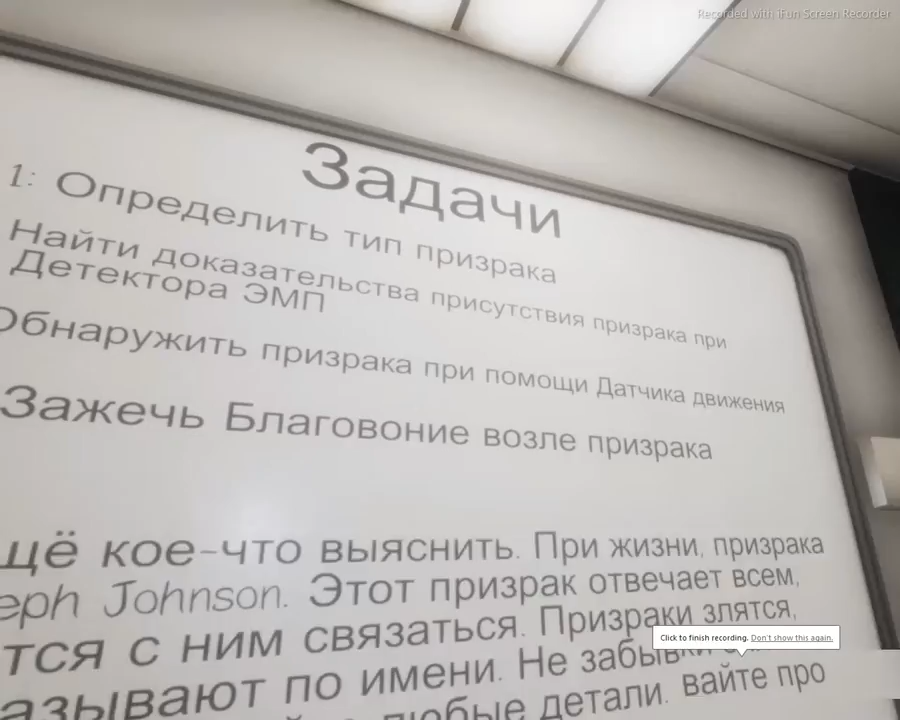 Recorded with iFun Screen Recorder
Задачи
1: Определить тип призрака
Найти доказательства присутствия призрака при
Детектора ЭМП
Обнаружить призрака при помощи Датчика движения
Зажечь Благовоние возле призрака
щё кое-что выяснить. При жизни, призрака
eph Johnson. Этот призрак отвечает всем,
тся с ним связаться. Призраки злятся,
Click to finish recording. Don't show this again.
азывают по имени. Не
любые детали. вайте про